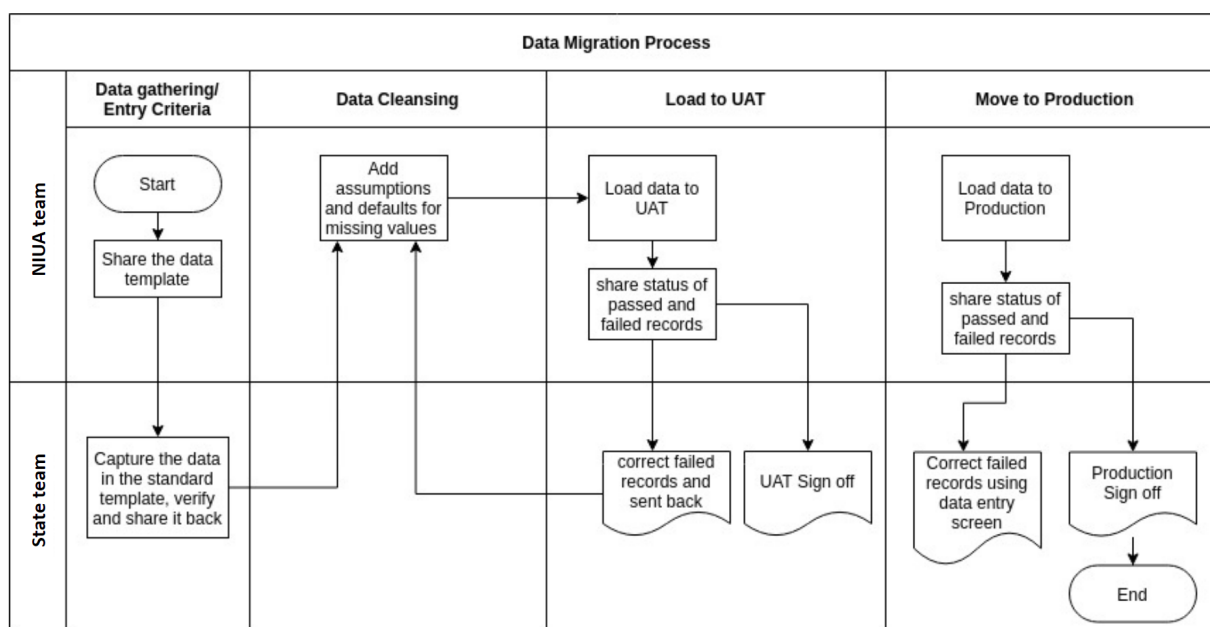 Data Migration Process
Data gathering/
Entry Criteria
Data Cleansing
Load to UAT
Move to Production
NIUA team
Start
Share the data
template
Add
assumptions
and defaults for
missing values
Load data to
UAT
share status of
passed and
failed records
Load data to
Production
share status of
passed and
failed records
State team
Capture the data
in the standard
template, verify
and share it back
correct failed
records and
sent back
UAT Sign off
Correct failed
records using
data entry
screen
Production
Sign off
End